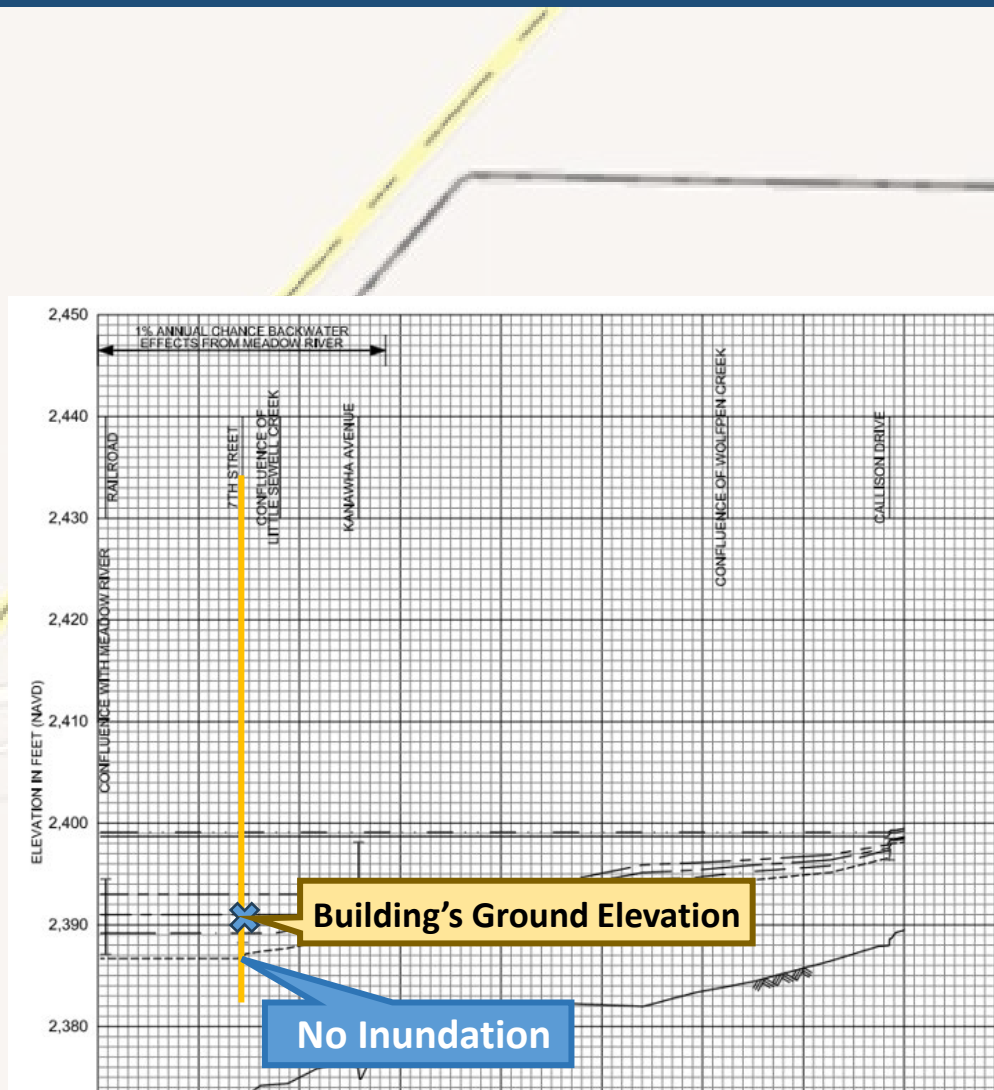 2,450
1% ANNUAL CHANCE BACKWATER
EFFECTS FROM MEADOW RIVER
2,440
RAILROAD
7TH STREET
CONFLUENCE OF
LITTLE SEWELL CREEK
KANAWHA AVENUE
CONFLUENCE OF WOLFPEN CREEK
CALLISON DRIVE
2,430
CONFLUENCE WITH MEADOW RIVER
2,420
ELEVATION IN FEET (NAVD)
2,410
2,400
2,390
Building's Ground Elevation
No Inundation
2,380